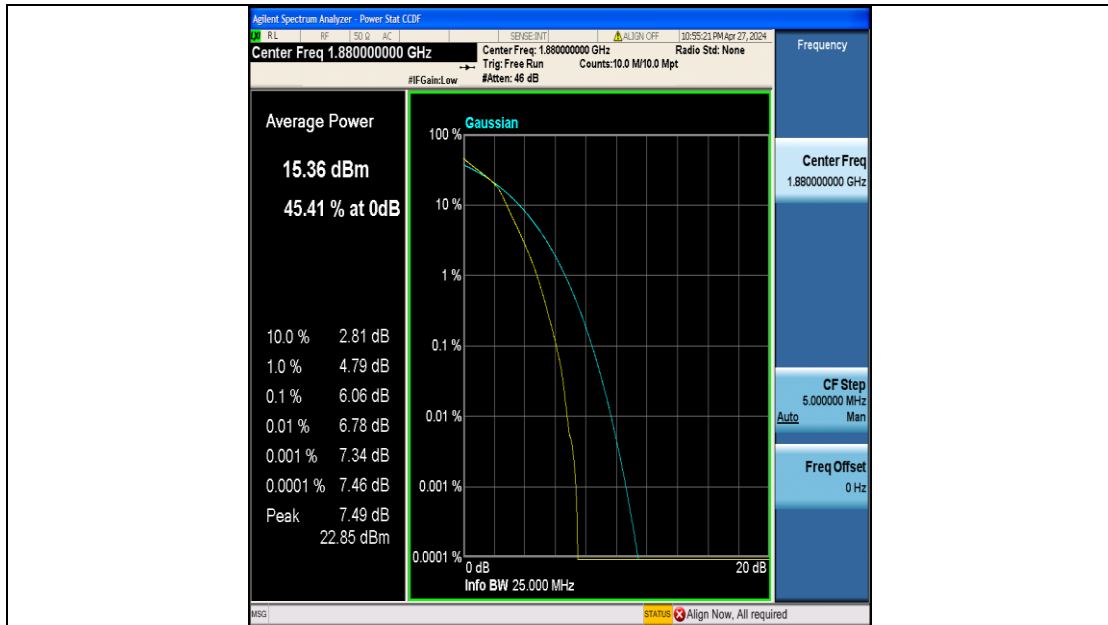 Agilent Spectrum Analyzer - Power Stat CCDF
RL RF 50 Ω AC SENSE:INT ALIGN OFF 10:55:21 PM Apr 27, 2024
Center Freq 1.880000000 GHz
Center Freq: 1.880000000 GHz Radio Std: None
Trig: Free Run Counts:10.0 M/10.0 Mpt
#IFGain:Low #Atten: 46 dB
Frequency
Average Power
15.36 dBm
45.41 % at 0dB
10.0 % 2.81 dB
1.0 % 4.79 dB
0.1 % 6.06 dB
0.01 % 6.78 dB
0.001 % 7.34 dB
0.0001 % 7.46 dB
Peak 7.49 dB
22.85 dBm
Gaussian
100 %
10 %
1 %
0.1 %
0.01 %
0.001 %
0.0001 %
0 dB 20 dB
Info BW 25.000 MHz
Center Freq
1.880000000 GHz
CF Step
5.000000 MHz
Auto Man
Freq Offset
0 Hz
MSG
STATUS Align Now, All required